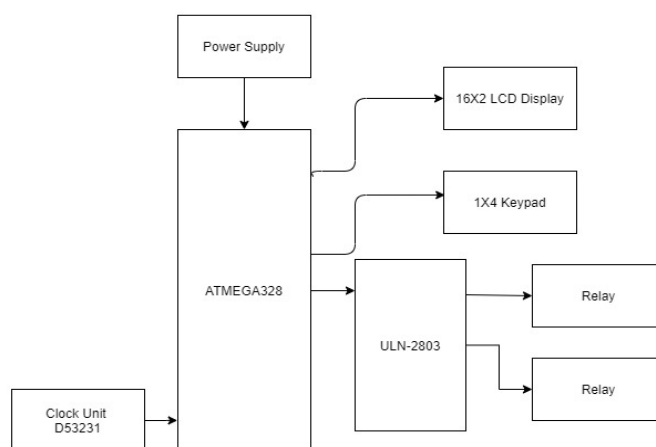 Power Supply
16X2 LCD Display
1X4 Keypad
ATMEGA328
Relay
ULN-2803
Relay
Clock Unit
D53231